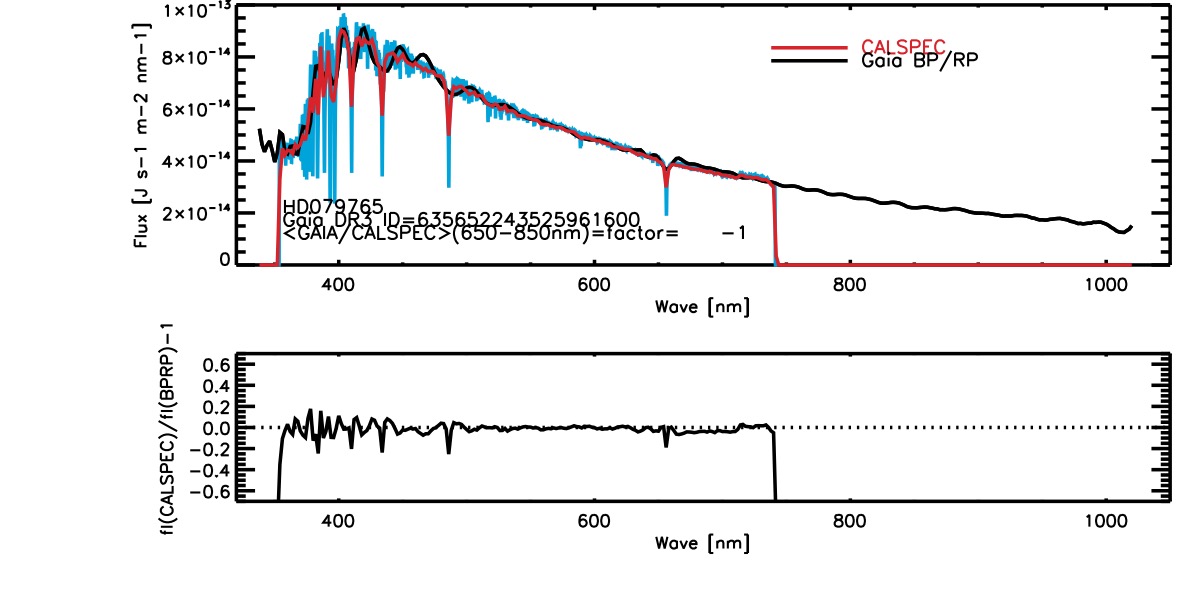 1×10−13
8×10−14
6×10−14
4×10−14
2×10−14
0
Flux [J s−1 m−2 nm−1]
CALSPEC
Gaia BP/RP
HD079765
Gaia DR3 ID=635652243525961600
<GAIA/CALSPEC>(650−850nm)=factor= −1
400 600 800 1000
Wave [nm]
fl(CALSPEC)/fl(BPRP)−1
0.6
0.4
0.2
0.0
−0.2
−0.4
−0.6
400 600 800 1000
Wave [nm]